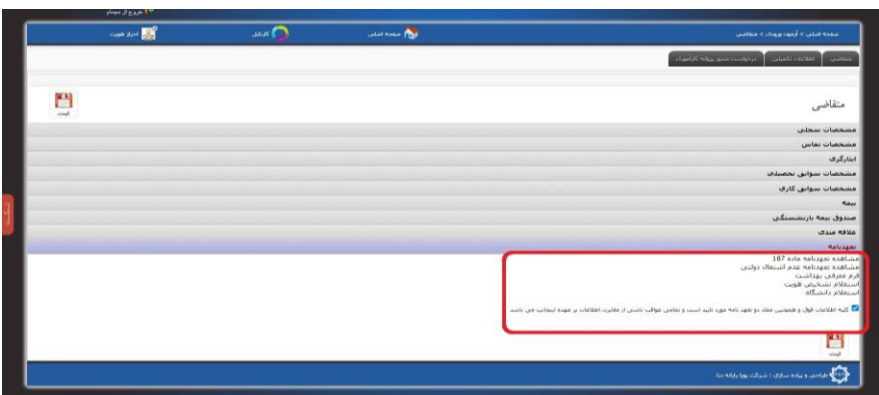 خروج از سیستم
صفحه اصلی > آزمون ورودی > متقاضی
صفحه اصلی
کارتابل
احراز هویت
متقاضی
اطلاعات تکمیلی
درخواست صدور پروانه کارآموزی
متقاضی
ثبت
مشخصات سجلی
مشخصات تماس
ایثارگری
مشخصات سوابق تحصیلی
مشخصات سوابق کاری
بیمه
صندوق بیمه بازنشستگی
علاقه مندی
تعهدنامه
مشاهده تعهدنامه ماده 187
مشاهده تعهدنامه عدم اشتغال دولتی
فرم معرفی بهداشت
استعلام تشخیص هویت
استعلام دانشگاه
کلیه اطلاعات فوق و همچنین مفاد دو تعهد نامه مورد تایید است و تمامی عواقب ناشی از مغایرت اطلاعات بر عهده اینجانب می باشد
ثبت
طراحی و پیاده سازی : شرکت پویا رایانه دنا
تیکت